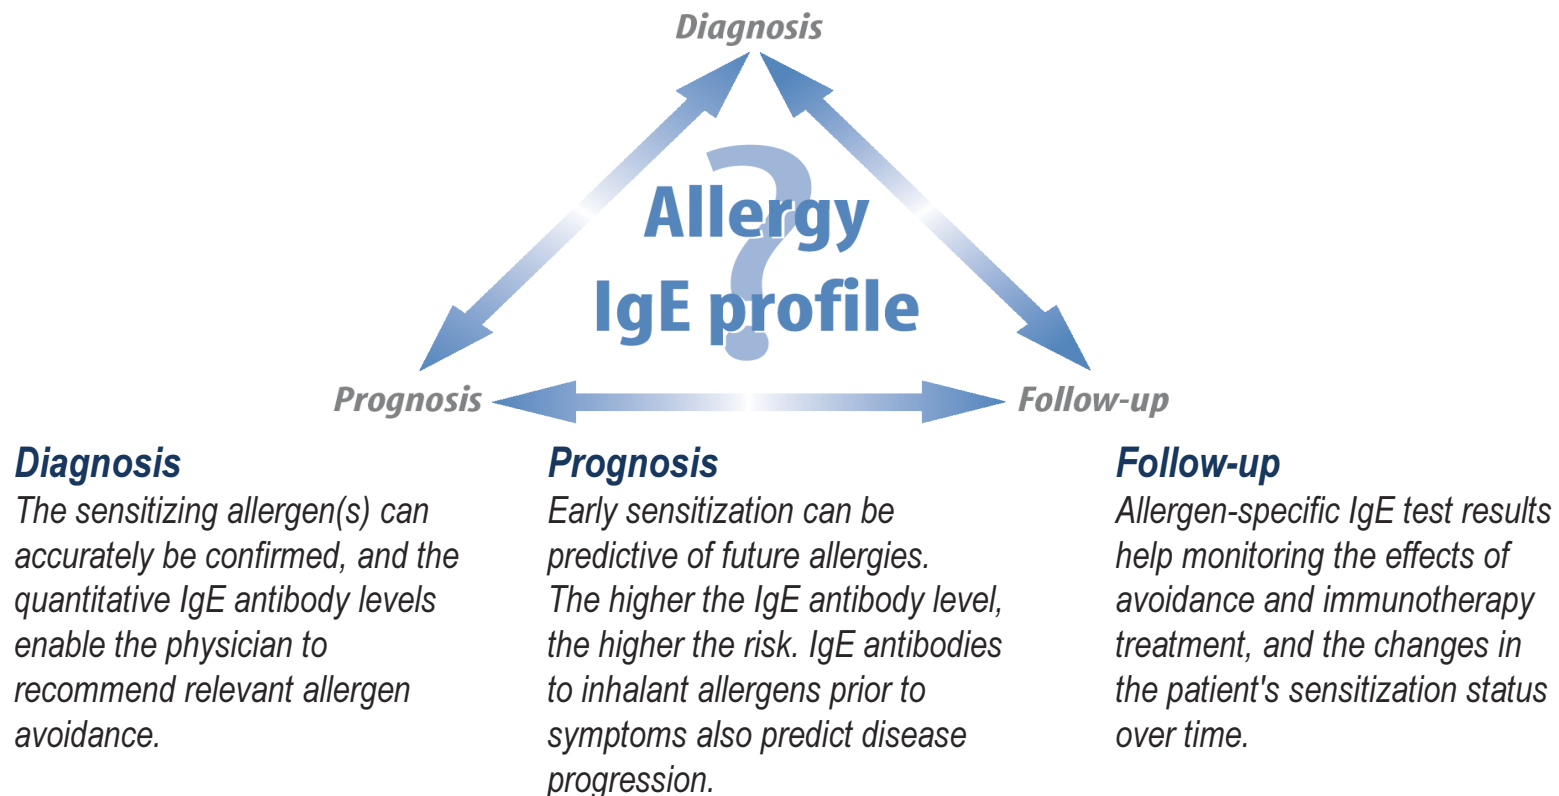 Diagnosis
?
Allergy
IgE profile
Prognosis
Follow-up
Diagnosis
The sensitizing allergen(s) can
accurately be confirmed, and the
quantitative IgE antibody levels
enable the physician to
recommend relevant allergen
avoidance.
Prognosis
Early sensitization can be
predictive of future allergies.
The higher the IgE antibody level,
the higher the risk. IgE antibodies
to inhalant allergens prior to
symptoms also predict disease
progression.
Follow-up
Allergen-specific IgE test results
help monitoring the effects of
avoidance and immunotherapy
treatment, and the changes in
the patient's sensitization status
over time.